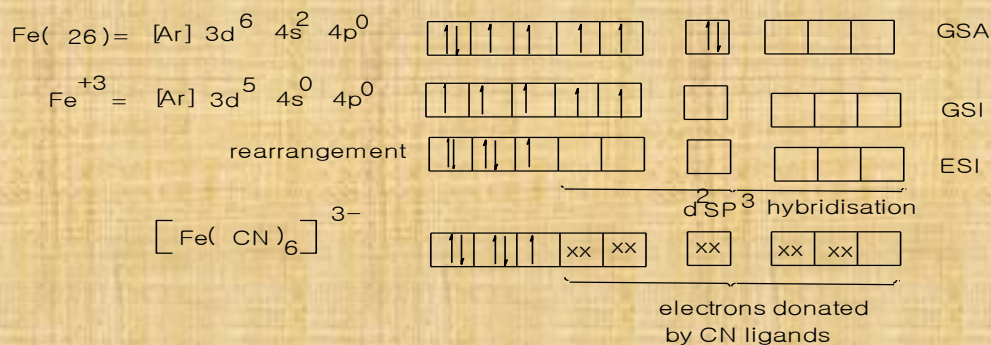 Fe( 26)= [Ar] 3d⁶ 4s² 4p⁰ GSA
Fe⁺³= [Ar] 3d⁵ 4s⁰ 4p⁰ GSI
rearrangement ESI
d²SP³ hybridisation
[Fe( CN)₆]³⁻ xx xx xx xx xx
electrons donated
by CN ligands